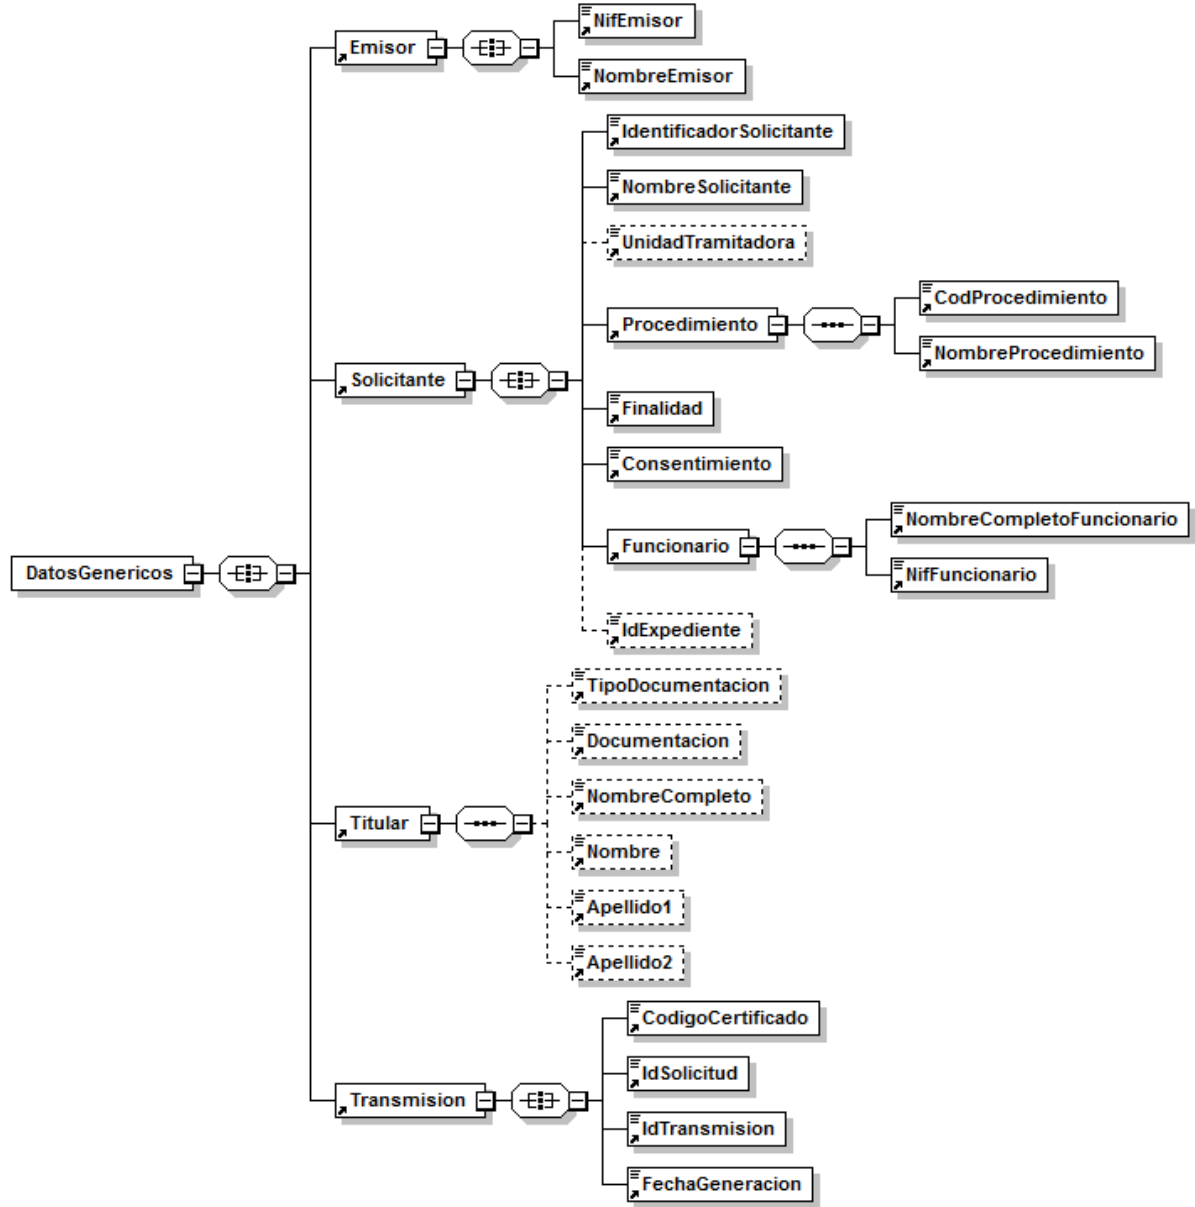 NifEmisor
Emisor
NombreEmisor
IdentificadorSolicitante
NombreSolicitante
UnidadTramitadora
CodProcedimiento
Procedimiento
NombreProcedimiento
Solicitante
Finalidad
Consentimiento
NombreCompletoFuncionario
Funcionario
DatosGenericos
NifFuncionario
IdExpediente
TipoDocumentacion
Documentacion
NombreCompleto
Titular
Nombre
Apellido1
Apellido2
CodigoCertificado
IdSolicitud
Transmision
IdTransmision
FechaGeneracion